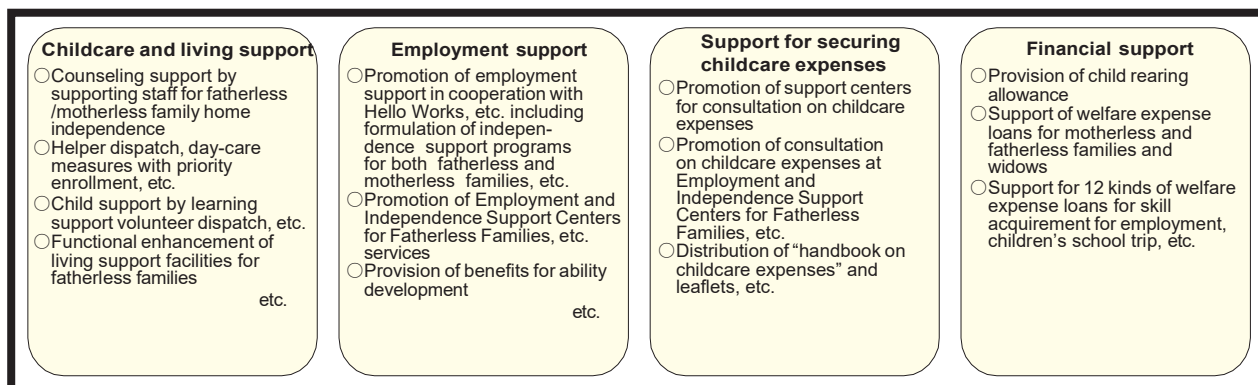 Childcare and living support
○Counseling support by
supporting staff for fatherless
/motherless family home
independence
○Helper dispatch, day-care
measures with priority
enrollment, etc.
○Child support by learning
support volunteer dispatch, etc.
○Functional enhancement of
living support facilities for
fatherless families
etc.
Employment support
○Promotion of employment
support in cooperation with
Hello Works, etc. including
formulation of indepen-
dence support programs
for both fatherless and
motherless families, etc.
○Promotion of Employment and
Independence Support Centers
for Fatherless Families, etc.
services
○Provision of benefits for ability
development
etc.
Support for securing
childcare expenses
○Promotion of support centers
for consultation on childcare
expenses
○Promotion of consultation
on childcare expenses at
Employment and
Independence Support
Centers for Fatherless
Families, etc.
○Distribution of “handbook on
childcare expenses” and
leaflets, etc.
Financial support
○Provision of child rearing
allowance
○Support of welfare expense
loans for motherless and
fatherless families and
widows
○Support for 12 kinds of welfare
expense loans for skill
acquirement for employment,
children’s school trip, etc.